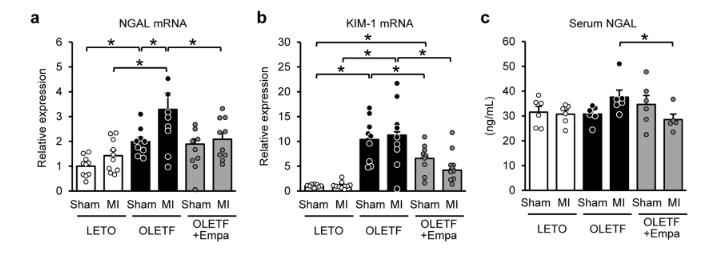 a
NGAL mRNA
Relative expression
6
5
4
3
2
1
0
* * *
*
Sham MI Sham MI Sham MI
LETO OLETF OLETF
+Empa
b
KIM-1 mRNA
Relative expression
30
25
20
15
10
5
0
*
* *
* *
Sham MI Sham MI Sham MI
LETO OLETF OLETF
+Empa
c
Serum NGAL
(ng/mL)
60
50
40
30
20
10
0
*
Sham MI Sham MI Sham MI
LETO OLETF OLETF
+Empa